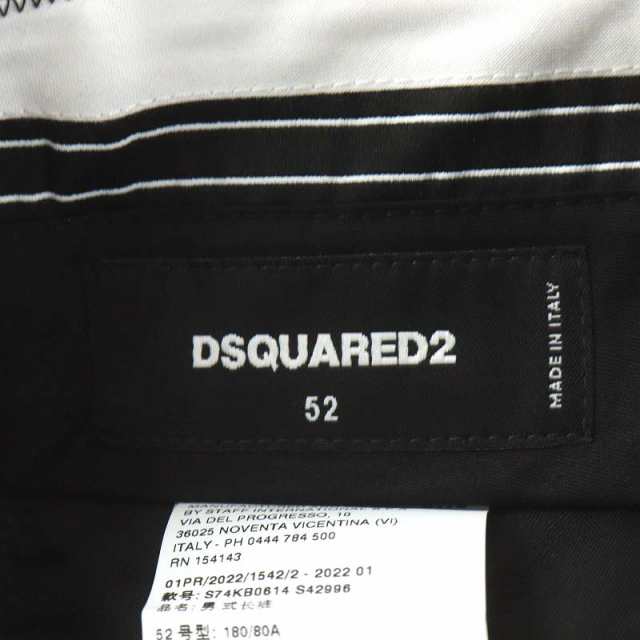 DSQUARED2
52
MADE IN ITALY
BY STAFF INTERNATIONAL
VIA DEL PROGRESSO, 10
36025 NOVENTA VICENTINA (VI)
ITALY - PH 0444 784 500
RN 154143
01PR/2022/1542/2 - 2022 01
款号: S74KB0614 S42996
品名: 男 式长裤
52 号型: 180/80A